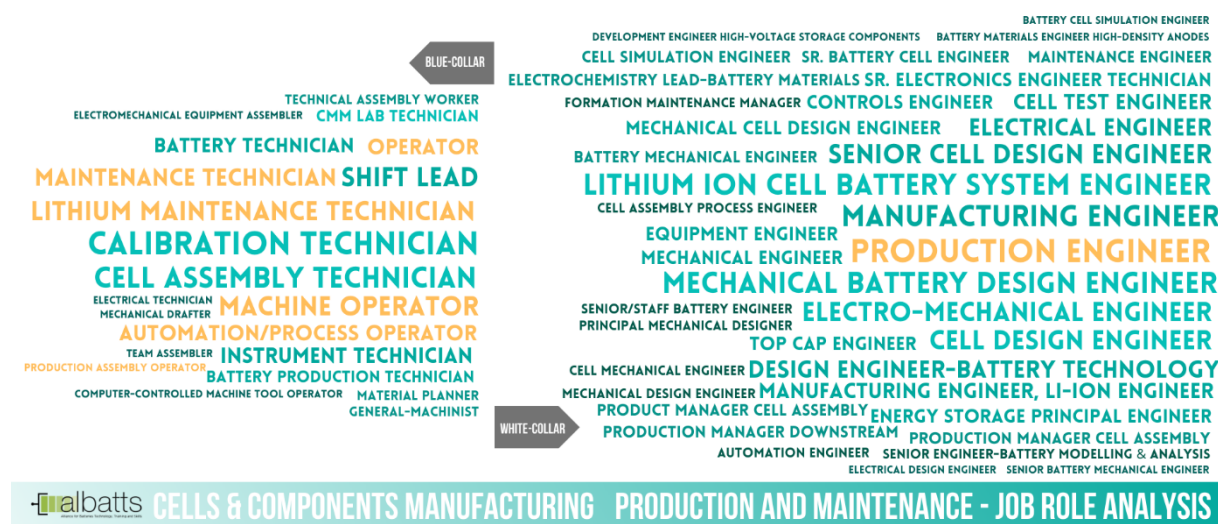 BLUE-COLLAR
TECHNICAL ASSEMBLY WORKER
ELECTROMECHANICAL EQUIPMENT ASSEMBLER CMM LAB TECHNICIAN
BATTERY TECHNICIAN OPERATOR
MAINTENANCE TECHNICIAN SHIFT LEAD
LITHIUM MAINTENANCE TECHNICIAN
CALIBRATION TECHNICIAN
CELL ASSEMBLY TECHNICIAN
ELECTRICAL TECHNICIAN
MECHANICAL DRAFTER MACHINE OPERATOR
AUTOMATION/PROCESS OPERATOR
TEAM ASSEMBLER INSTRUMENT TECHNICIAN
PRODUCTION ASSEMBLY OPERATOR
BATTERY PRODUCTION TECHNICIAN
COMPUTER-CONTROLLED MACHINE TOOL OPERATOR MATERIAL PLANNER
GENERAL-MACHINIST
BATTERY CELL SIMULATION ENGINEER
DEVELOPMENT ENGINEER HIGH-VOLTAGE STORAGE COMPONENTS BATTERY MATERIALS ENGINEER HIGH-DENSITY ANODES
CELL SIMULATION ENGINEER SR. BATTERY CELL ENGINEER MAINTENANCE ENGINEER
ELECTROCHEMISTRY LEAD-BATTERY MATERIALS SR. ELECTRONICS ENGINEER TECHNICIAN
FORMATION MAINTENANCE MANAGER CONTROLS ENGINEER CELL TEST ENGINEER
MECHANICAL CELL DESIGN ENGINEER ELECTRICAL ENGINEER
BATTERY MECHANICAL ENGINEER SENIOR CELL DESIGN ENGINEER
LITHIUM ION CELL BATTERY SYSTEM ENGINEER
CELL ASSEMBLY PROCESS ENGINEER MANUFACTURING ENGINEER
EQUIPMENT ENGINEER
MECHANICAL ENGINEER PRODUCTION ENGINEER
MECHANICAL BATTERY DESIGN ENGINEER
SENIOR/STAFF BATTERY ENGINEER ELECTRO-MECHANICAL ENGINEER
PRINCIPAL MECHANICAL DESIGNER
TOP CAP ENGINEER CELL DESIGN ENGINEER
CELL MECHANICAL ENGINEER DESIGN ENGINEER-BATTERY TECHNOLOGY
MECHANICAL DESIGN ENGINEER MANUFACTURING ENGINEER, LI-ION ENGINEER
PRODUCT MANAGER CELL ASSEMBLY ENERGY STORAGE PRINCIPAL ENGINEER
PRODUCTION MANAGER DOWNSTREAM PRODUCTION MANAGER CELL ASSEMBLY
AUTOMATION ENGINEER SENIOR ENGINEER-BATTERY MODELLING & ANALYSIS
ELECTRICAL DESIGN ENGINEER SENIOR BATTERY MECHANICAL ENGINEER
WHITE-COLLAR
albatts
Alliance for Batteries Technology, Training and Skills
CELLS & COMPONENTS MANUFACTURING PRODUCTION AND MAINTENANCE - JOB ROLE ANALYSIS